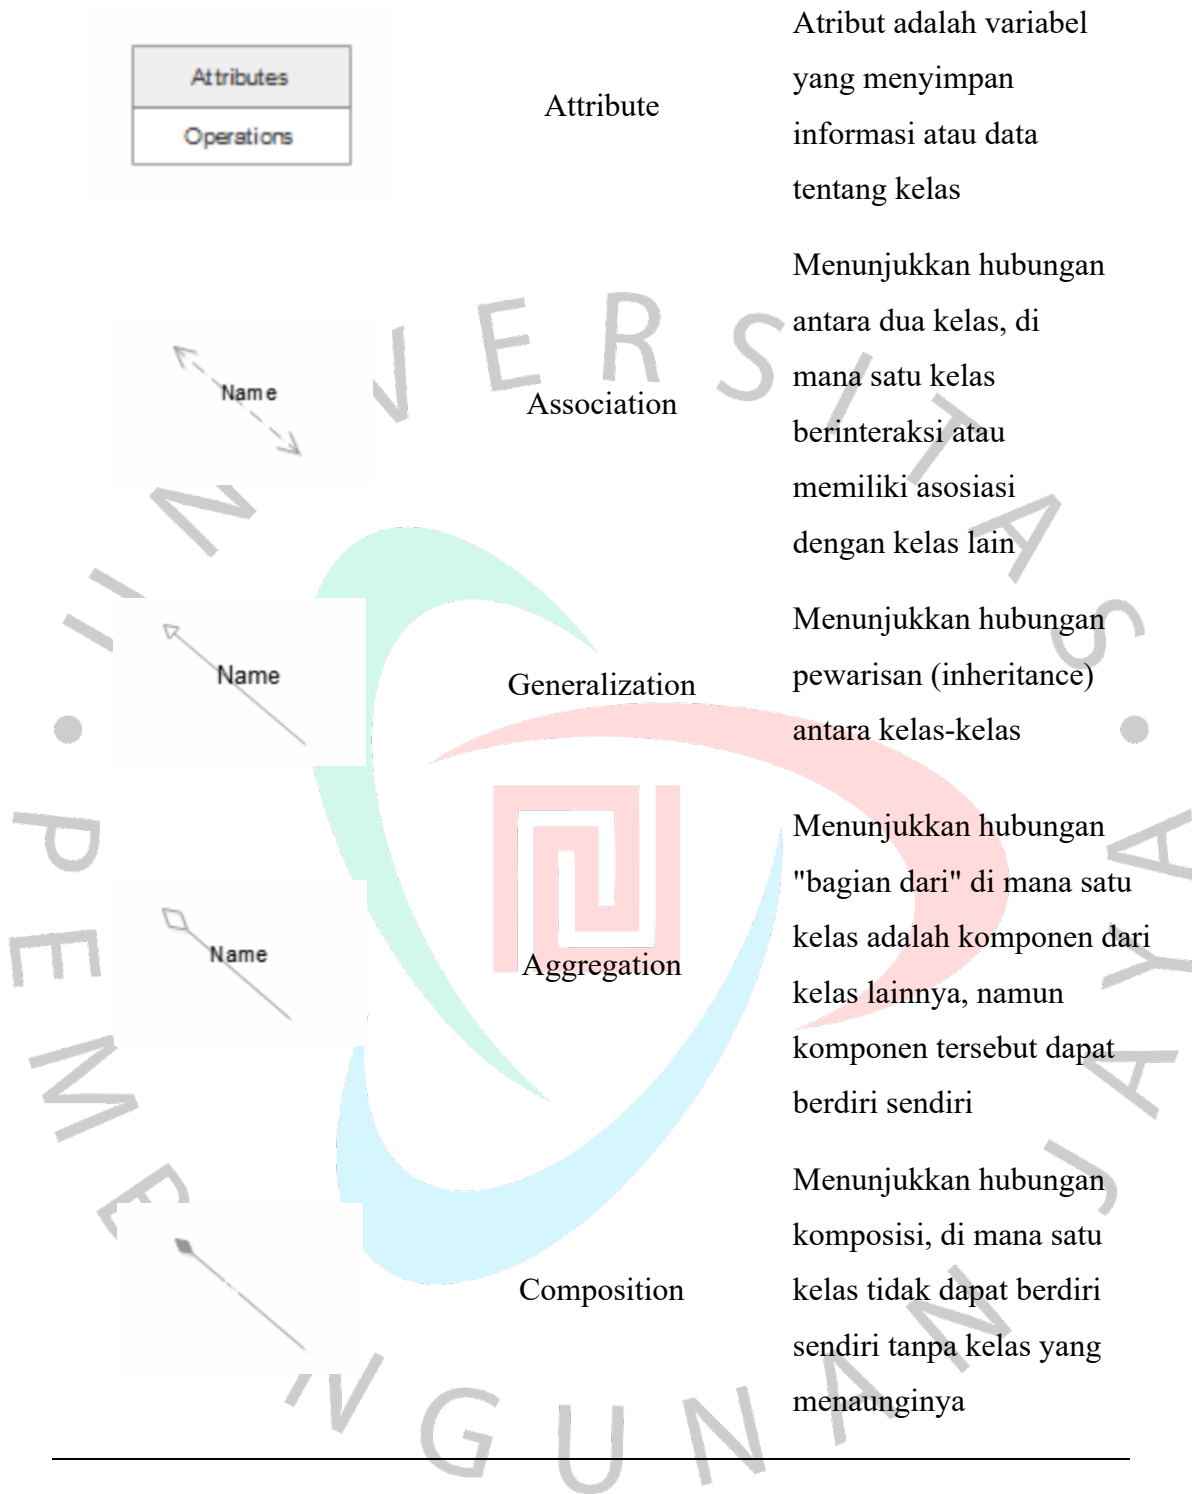 Attributes
Operations
Attribute
Atribut adalah variabel
yang menyimpan
informasi atau data
tentang kelas
Name
Association
Menunjukkan hubungan
antara dua kelas, di
mana satu kelas
berinteraksi atau
memiliki asosiasi
dengan kelas lain
Name
Generalization
Menunjukkan hubungan
pewarisan (inheritance)
antara kelas-kelas
Name
Aggregation
Menunjukkan hubungan
"bagian dari" di mana satu
kelas adalah komponen dari
kelas lainnya, namun
komponen tersebut dapat
berdiri sendiri
Composition
Menunjukkan hubungan
komposisi, di mana satu
kelas tidak dapat berdiri
sendiri tanpa kelas yang
menaunginya